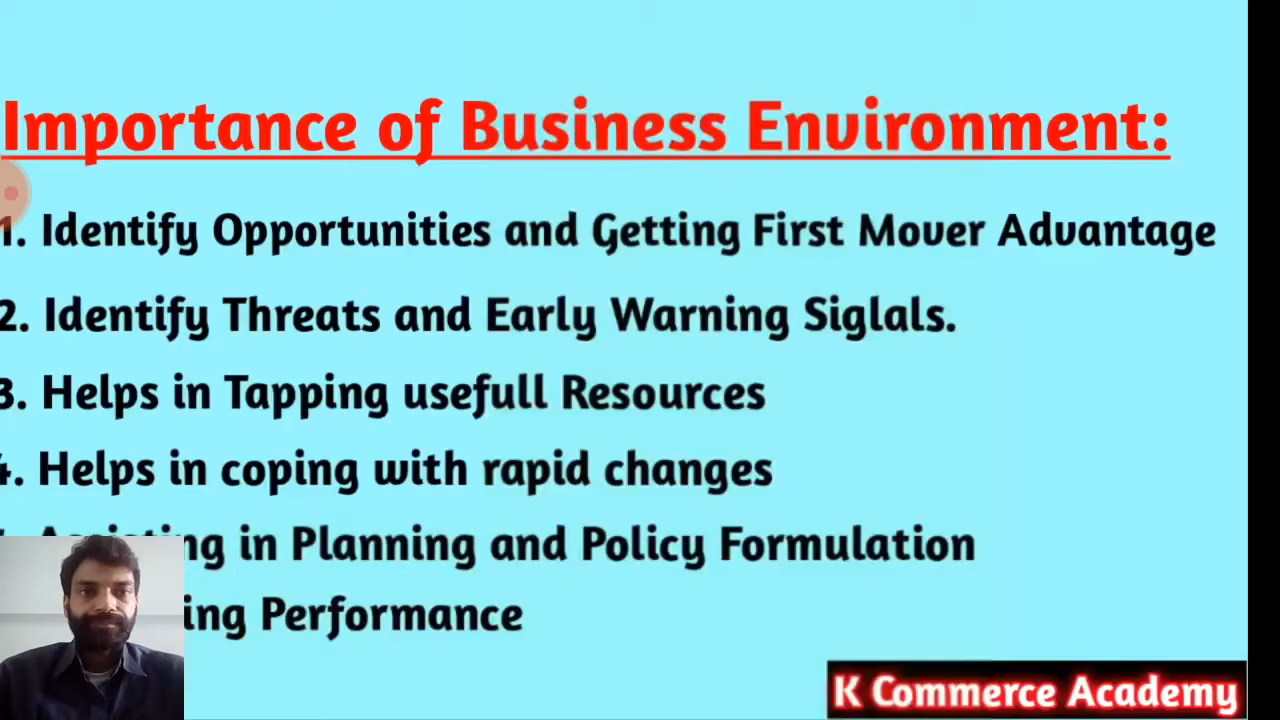 Importance of Business Environment:
1. Identify Opportunities and Getting First Mover Advantage
2. Identify Threats and Early Warning Siglals.
3. Helps in Tapping usefull Resources
4. Helps in coping with rapid changes
in Planning and Policy Formulation
Performance
K Commerce Academy